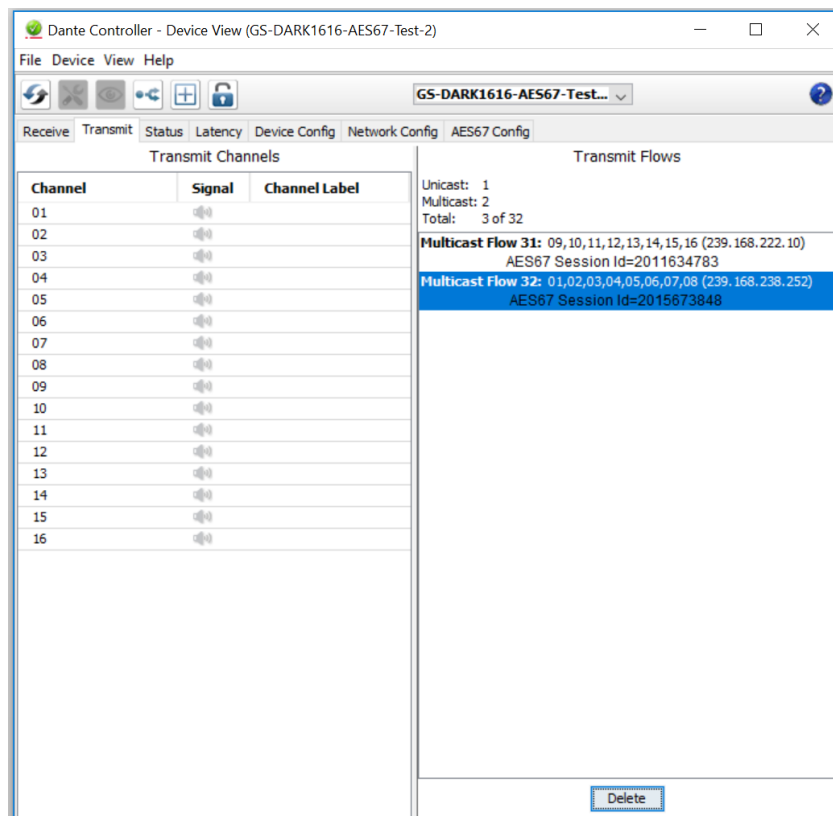 Dante Controller - Device View (GS-DARK1616-AES67-Test-2)
File Device View Help
GS-DARK1616-AES67-Test...
Receive Transmit Status Latency Device Config Network Config AES67 Config
Transmit Channels
Channel Signal Channel Label
01
02
03
04
05
06
07
08
09
10
11
12
13
14
15
16
Transmit Flows
Unicast: 1
Multicast: 2
Total: 3 of 32
Multicast Flow 31: 09,10,11,12,13,14,15,16 (239.168.222.10)
AES67 Session Id=2011634783
Multicast Flow 32: 01,02,03,04,05,06,07,08 (239.168.238.252)
AES67 Session Id=2015673848
Delete